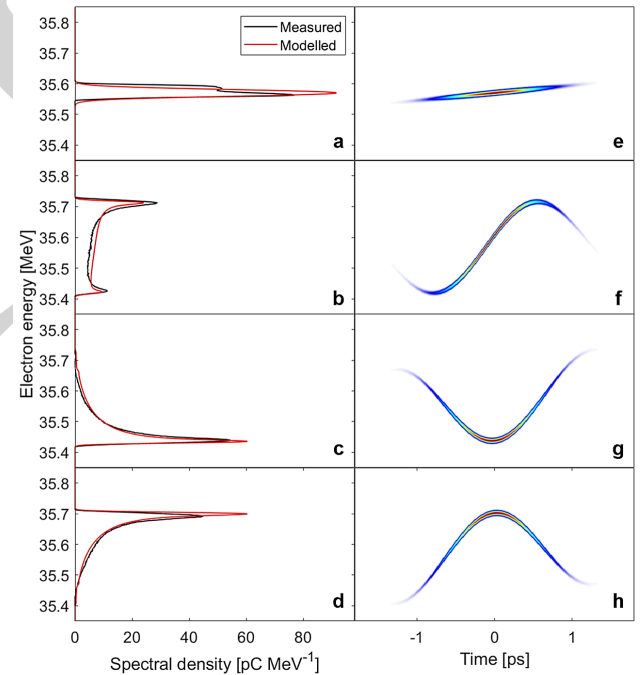 35.8
35.7
35.6
35.5
35.4
Measured
Modelled
a
e
35.8
35.7
35.6
35.5
35.4
b
f
35.8
35.7
35.6
35.5
35.4
c
g
35.8
35.7
35.6
35.5
35.4
d
h
Electron energy [MeV]
0 20 40 60 80
-1 0 1
Spectral density [pC MeV⁻¹]
Time [ps]